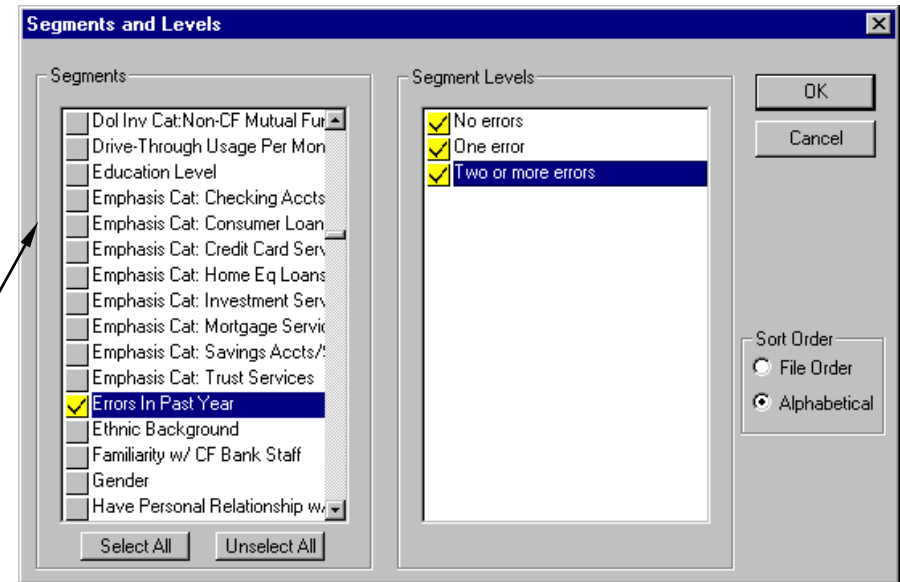 Segments and Levels
Segments
Dol Inv Cat:Non-CF Mutual Fun
Drive-Through Usage Per Mon
Education Level
Emphasis Cat: Checking Accts
Emphasis Cat: Consumer Loan
Emphasis Cat: Credit Card Serv
Emphasis Cat: Home Eq Loans
Emphasis Cat: Investment Serv
Emphasis Cat: Mortgage Servic
Emphasis Cat: Savings Accts/
Emphasis Cat: Trust Services
Errors In Past Year
Ethnic Background
Familiarity w/ CF Bank Staff
Gender
Have Personal Relationship w/
Select All
Unselect All
Segment Levels
No errors
One error
Two or more errors
OK
Cancel
Sort Order
File Order
Alphabetical